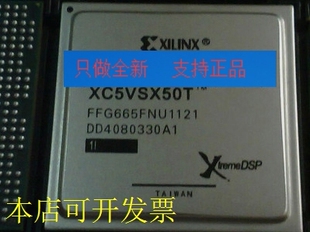 XILINX®
只做全新 支持正品
XC5VSX50T
FFG665FNU1121
DD4080330A1
1I
XtremeDSP
TAIWAN
本店可开发票